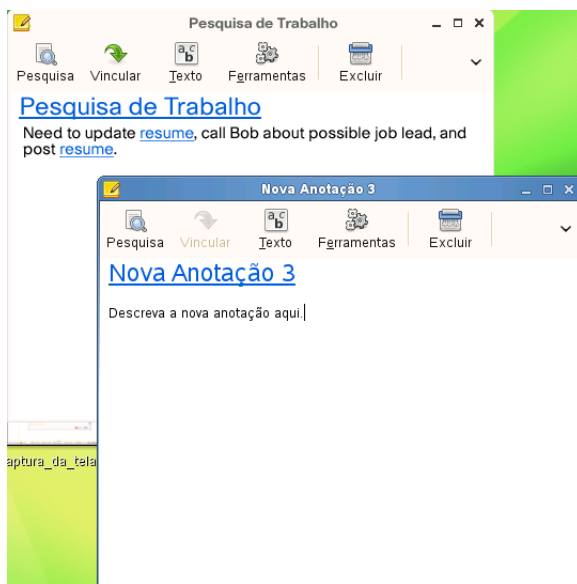 Pesquisa de Trabalho
Pesquisa Vincular Texto Ferramentas Excluir
Pesquisa de Trabalho
Need to update resume, call Bob about possible job lead, and
post resume.
Nova Anotação 3
Pesquisa Vincular Texto Ferramentas Excluir
Nova Anotação 3
Descreva a nova anotação aqui.
aptura_da_tela